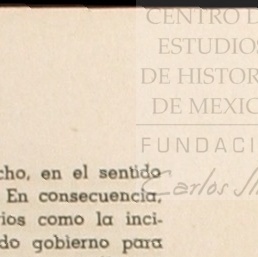 CENTRO D
ESTUDIOS
DE HISTOR
DE MEXIC
FUNDACI
Carlos Sl
cho, en el sentido
En consecuencia,
ios como la inci-
do gobierno para